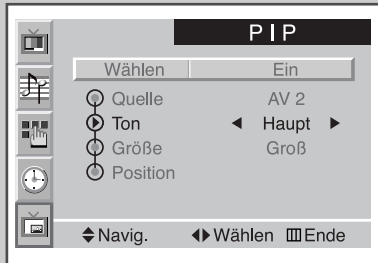 PIP
Wählen Ein
Quelle AV 2
Ton Haupt
Größe Groß
Position
Navig. Wählen Ende